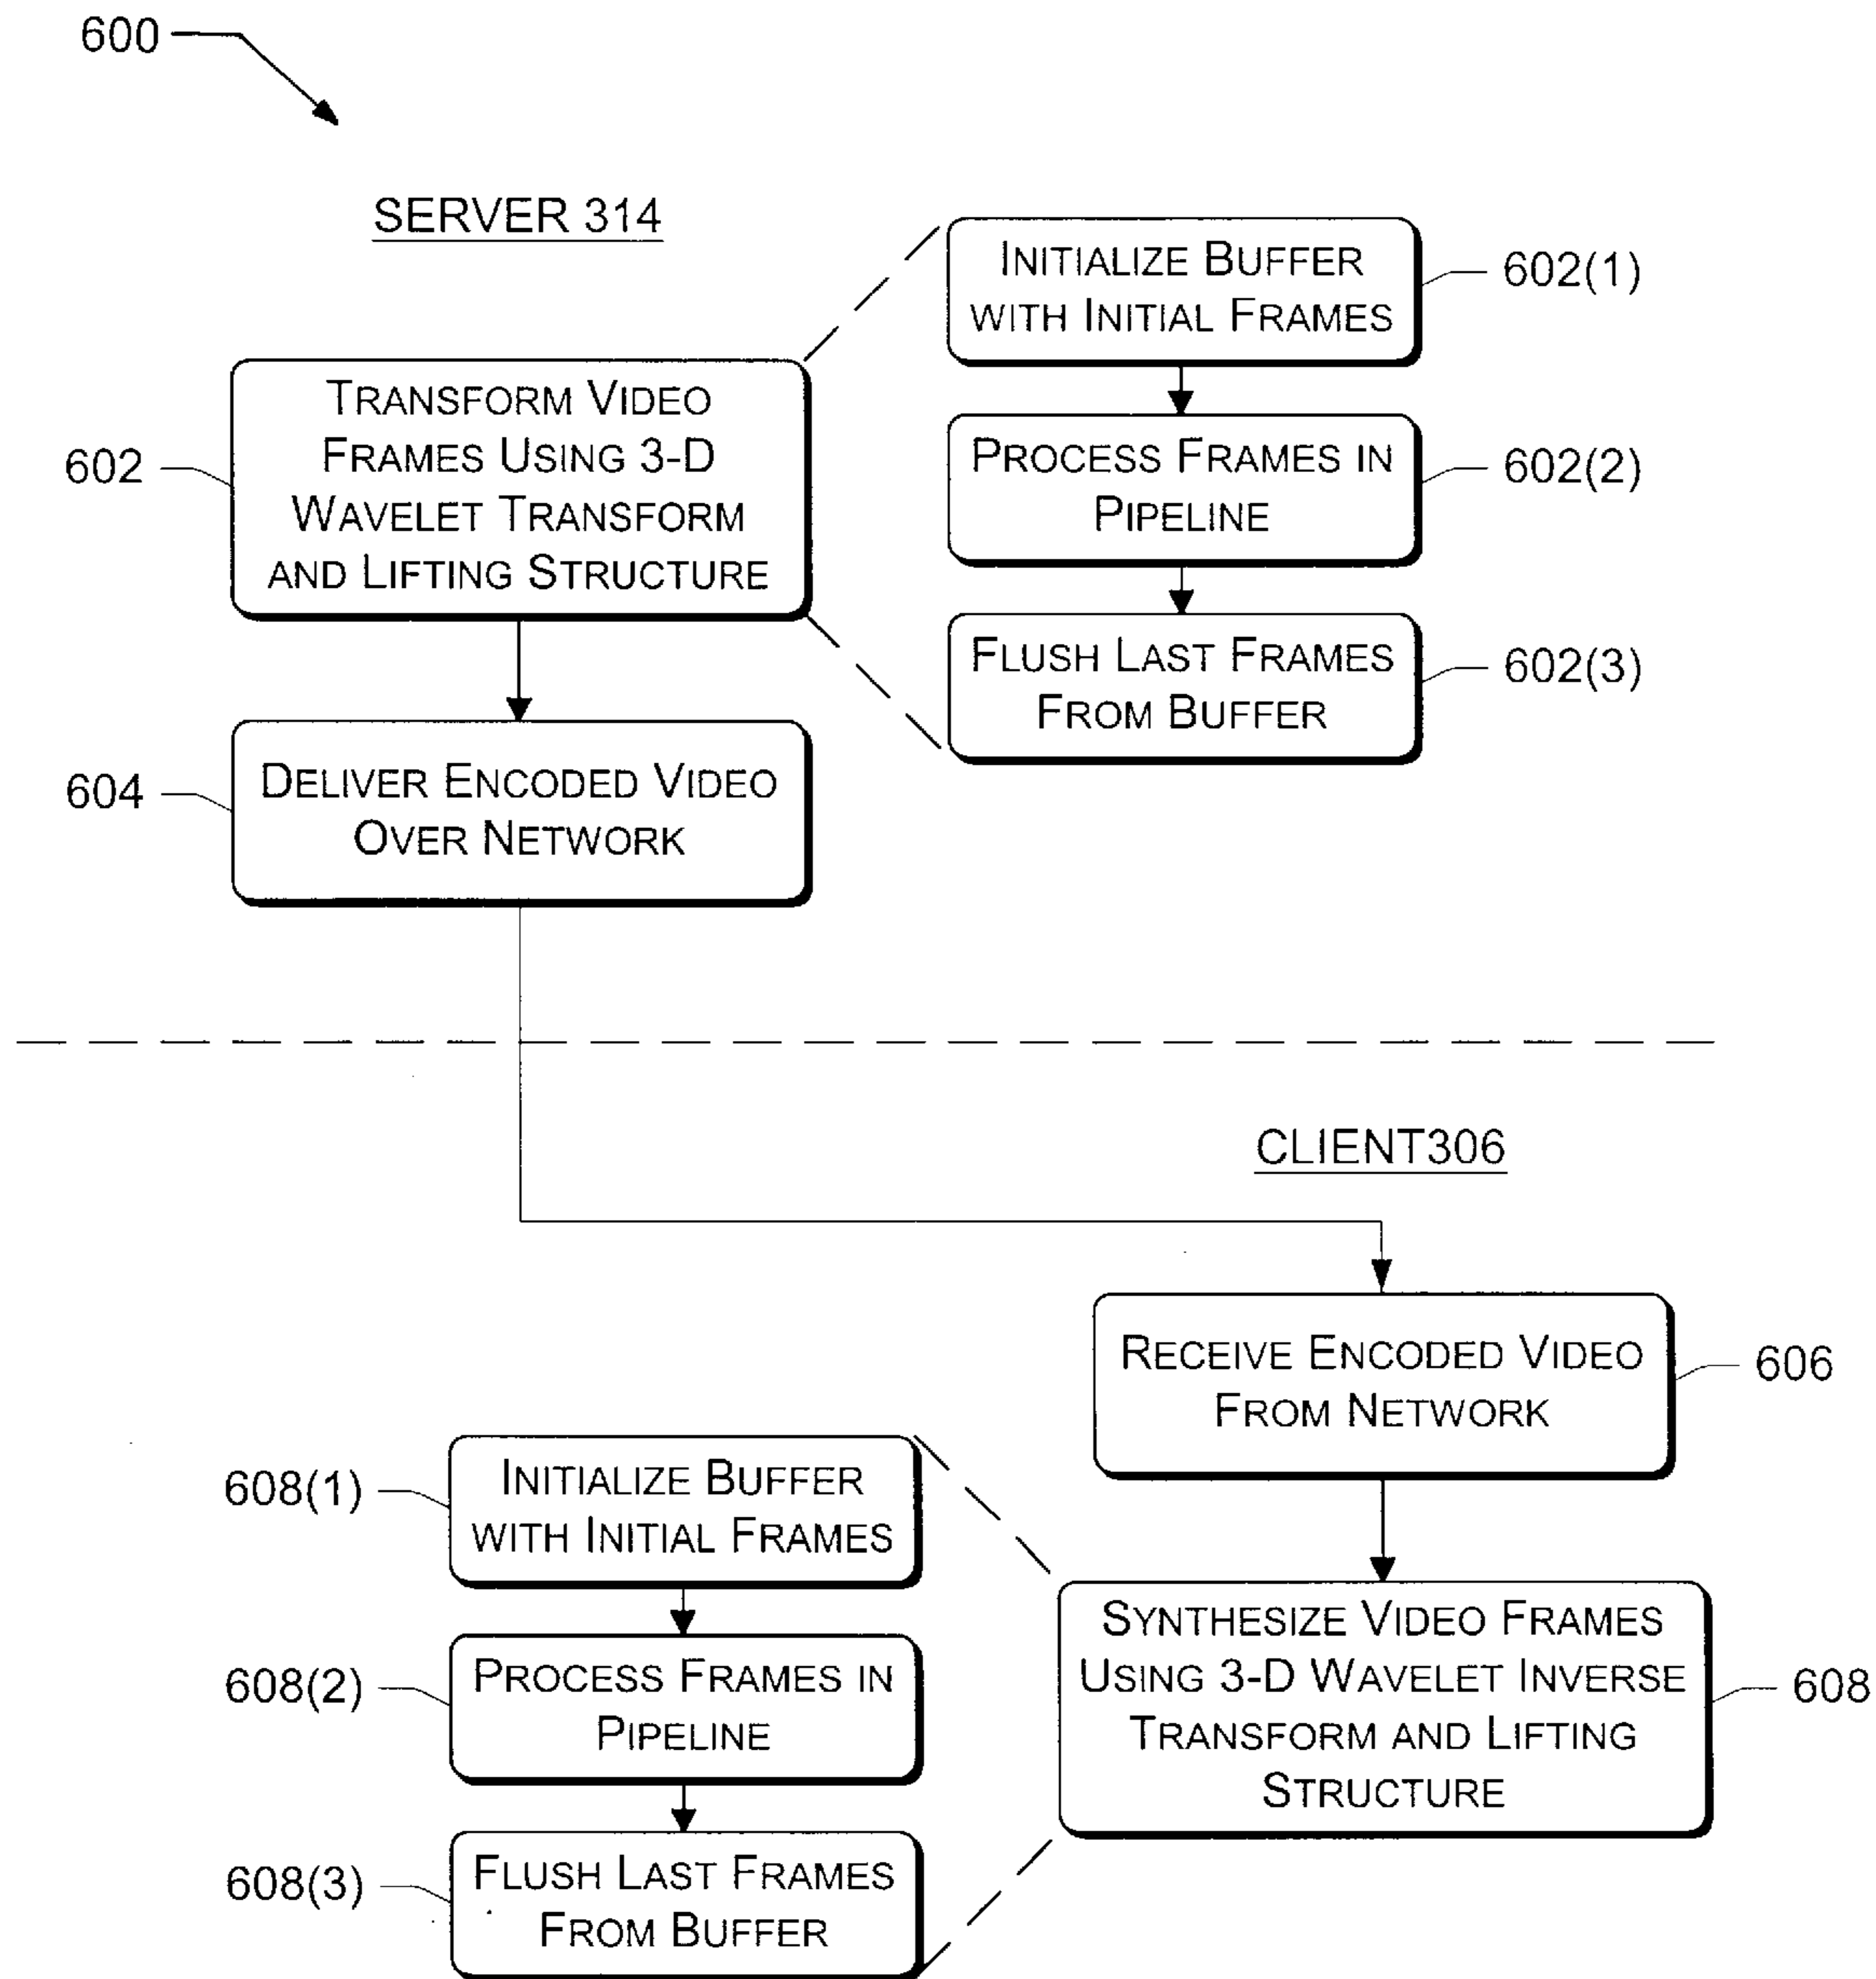 600
SERVER 314
INITIALIZE BUFFER
WITH INITIAL FRAMES
602(1)
TRANSFORM VIDEO
FRAMES USING 3-D
WAVELET TRANSFORM
AND LIFTING STRUCTURE
602
PROCESS FRAMES IN
PIPELINE
602(2)
FLUSH LAST FRAMES
FROM BUFFER
602(3)
604
DELIVER ENCODED VIDEO
OVER NETWORK
CLIENT306
RECEIVE ENCODED VIDEO
FROM NETWORK
606
608(1)
INITIALIZE BUFFER
WITH INITIAL FRAMES
608(2)
PROCESS FRAMES IN
PIPELINE
608(3)
FLUSH LAST FRAMES
FROM BUFFER
SYNTHESIZE VIDEO FRAMES
USING 3-D WAVELET INVERSE
TRANSFORM AND LIFTING
STRUCTURE
608